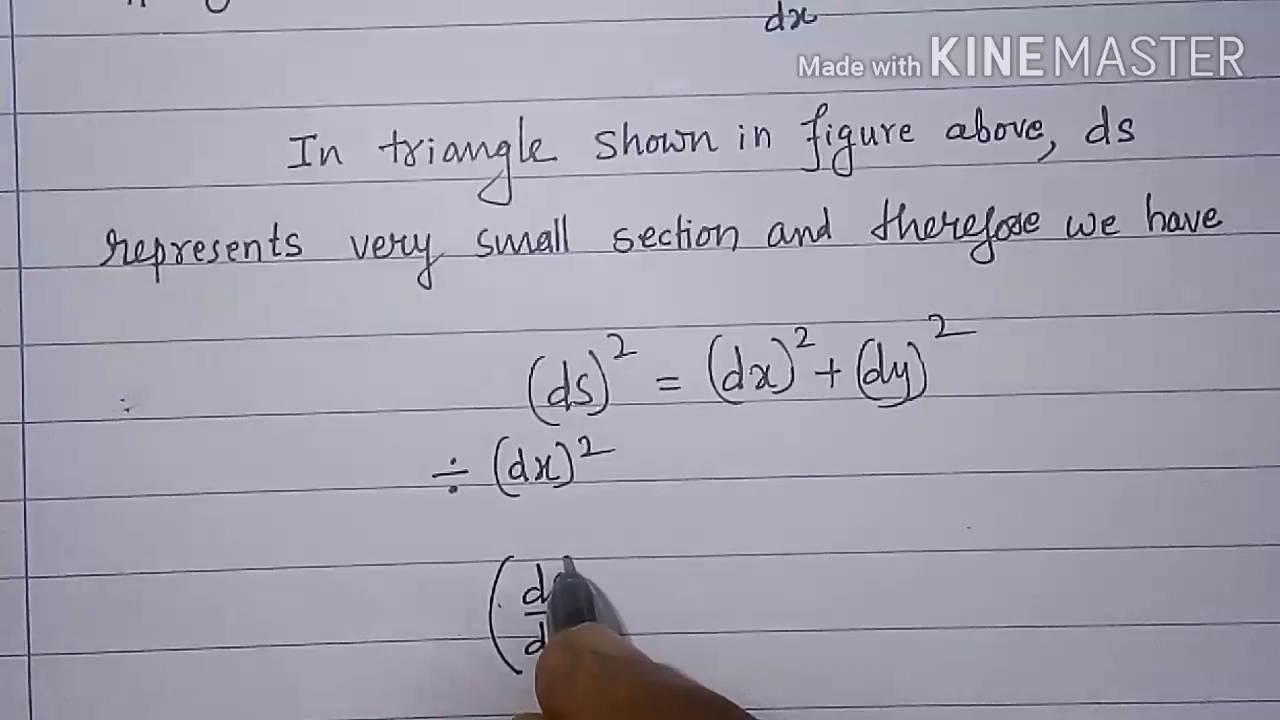 dx
Made with KINEMASTER
In triangle shown in figure above, ds
represents very small section and therefore we have
(ds)² = (dx)² + (dy)²
÷ (dx)²
(d
d